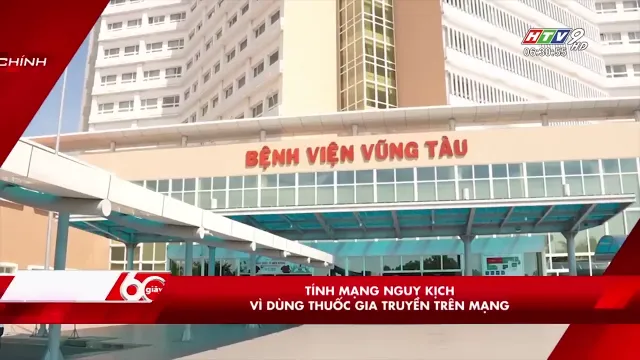 CHÍNH
HTV9
HD
06:30:55
BỆNH VIỆN VŨNG TÀU
60
giây
TÍNH MẠNG NGUY KỊCH
VÌ DÙNG THUỐC GIA TRUYỀN TRÊN MẠNG